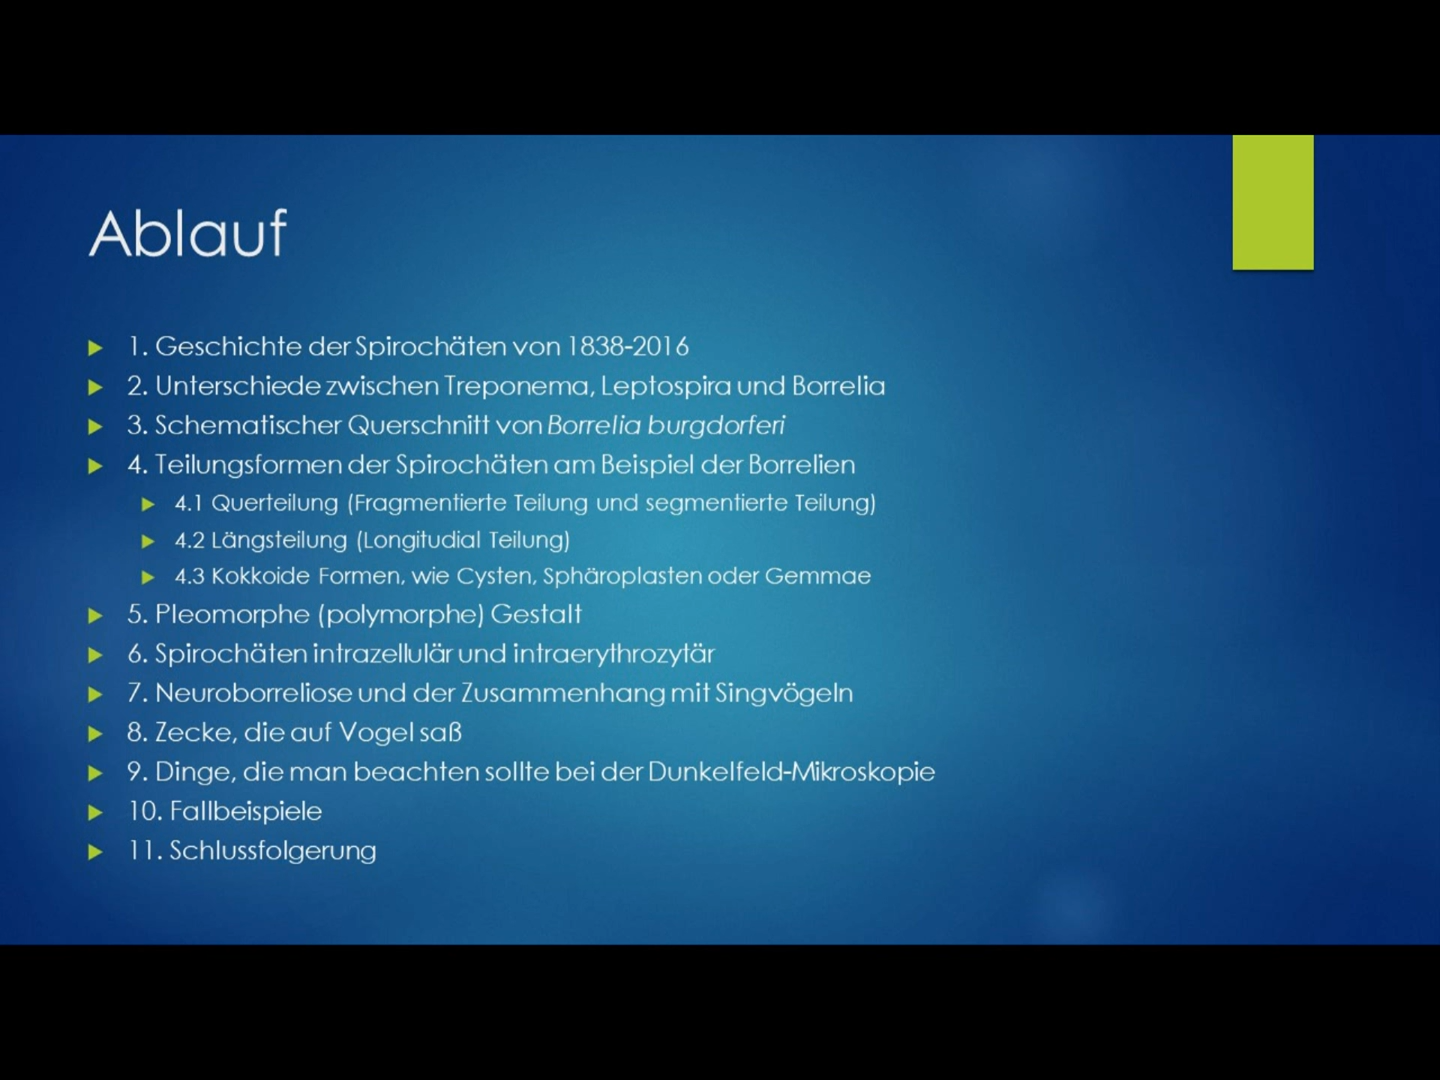 Ablauf
1. Geschichte der Spirochäten von 1838-2016
2. Unterschiede zwischen Treponema, Leptospira und Borrelia
3. Schematischer Querschnitt von Borrelia burgdorferi
4. Teilungsformen der Spirochäten am Beispiel der Borrelien
4.1 Querteilung (Fragmentierte Teilung und segmentierte Teilung)
4.2 Längsteilung (Longitudial Teilung)
4.3 Kokkoide Formen, wie Cysten, Sphäroplasten oder Gemmae
5. Pleomorphe (polymorphe) Gestalt
6. Spirochäten intrazellulär und intraerythrozytär
7. Neuroborreliose und der Zusammenhang mit Singvögeln
8. Zecke, die auf Vogel saß
9. Dinge, die man beachten sollte bei der Dunkelfeld-Mikroskopie
10. Fallbeispiele
11. Schlussfolgerung